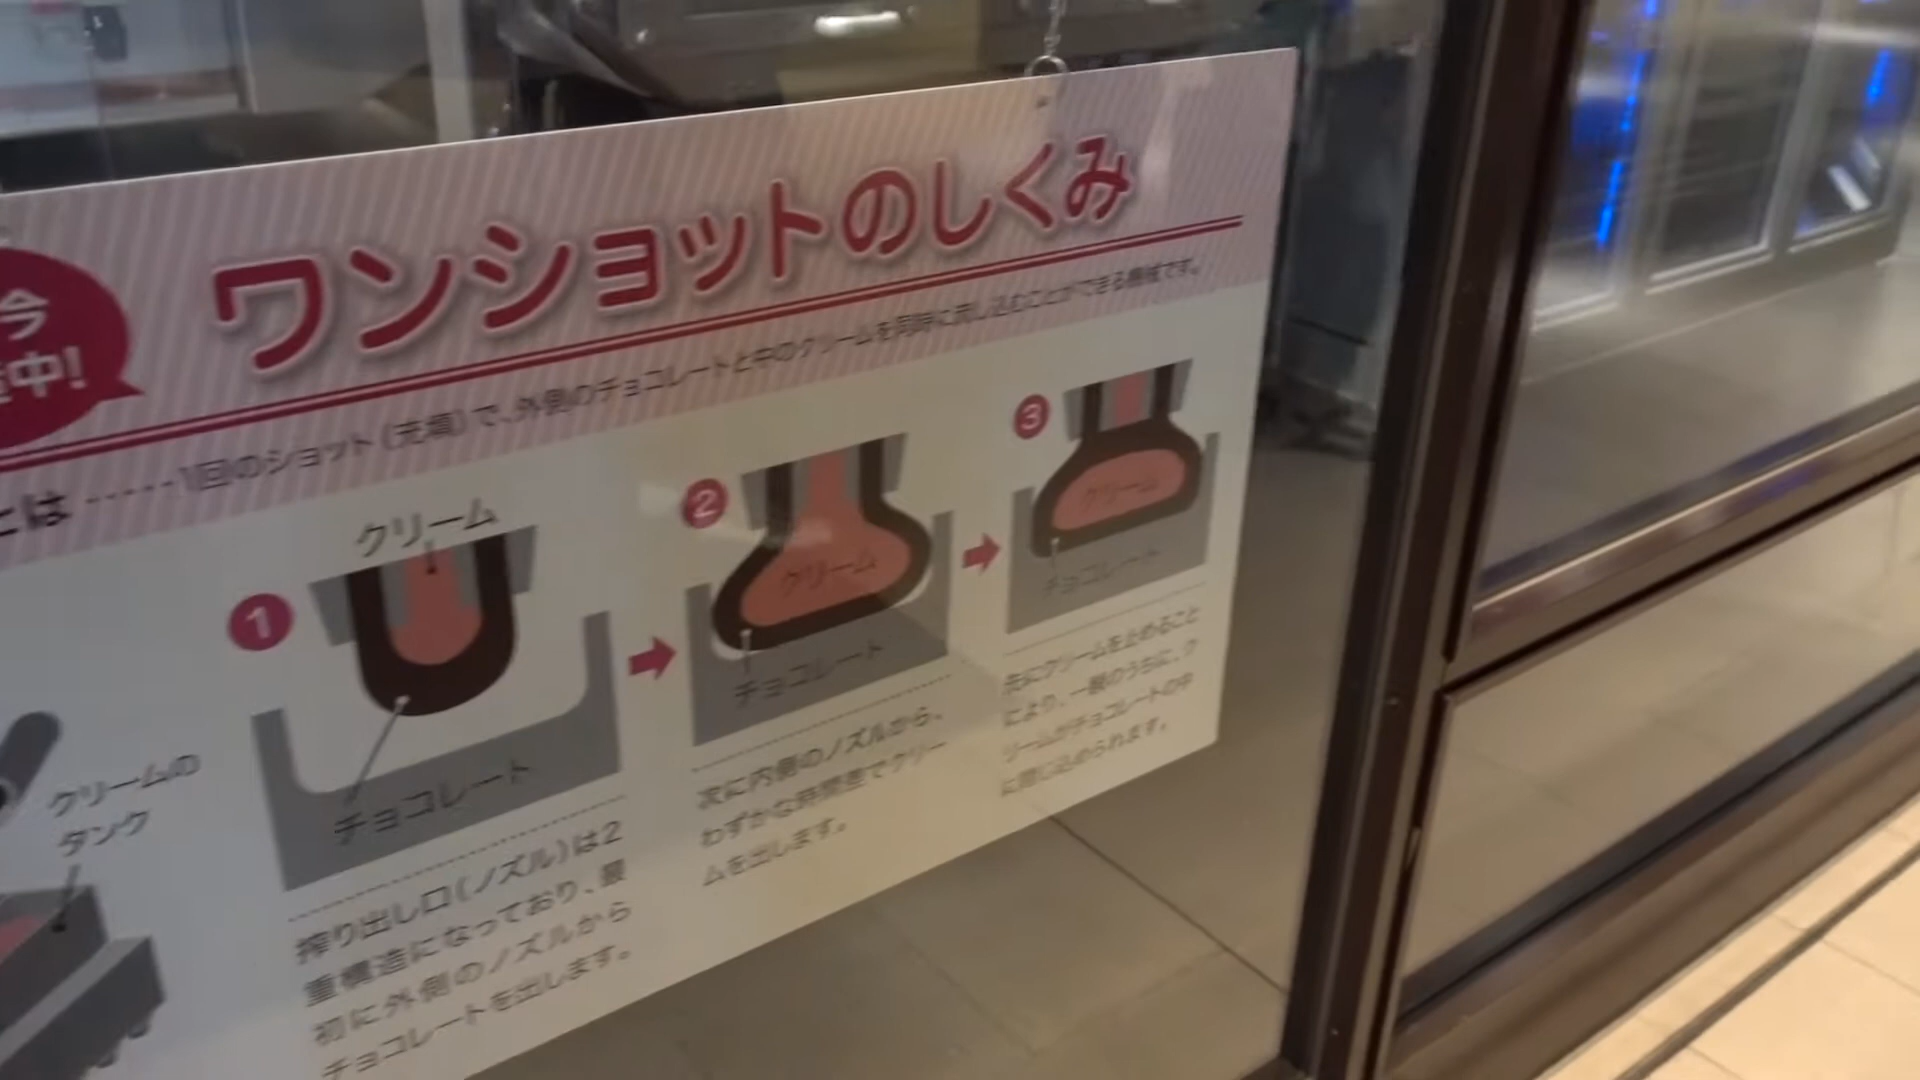 今
中!
ワンショットのしくみ
とは ……1回のショット(充填)で、外側のチョコレートと中のクリームを同時に流し込むことができる機械です。
クリームの
タンク
1
クリーム
チョコレート
搾り出し口(ノズル)は2
重構造になっており、最
初に外側のノズルから
チョコレートを出します。
2
クリーム
チョコレート
次に内側のノズルから、
わずかな時間差でクリー
ムを出します。
3
クリーム
チョコレート
先にクリームを止めること
により、一瞬のうちに、ク
リームがチョコレートの中
に閉じ込められます。